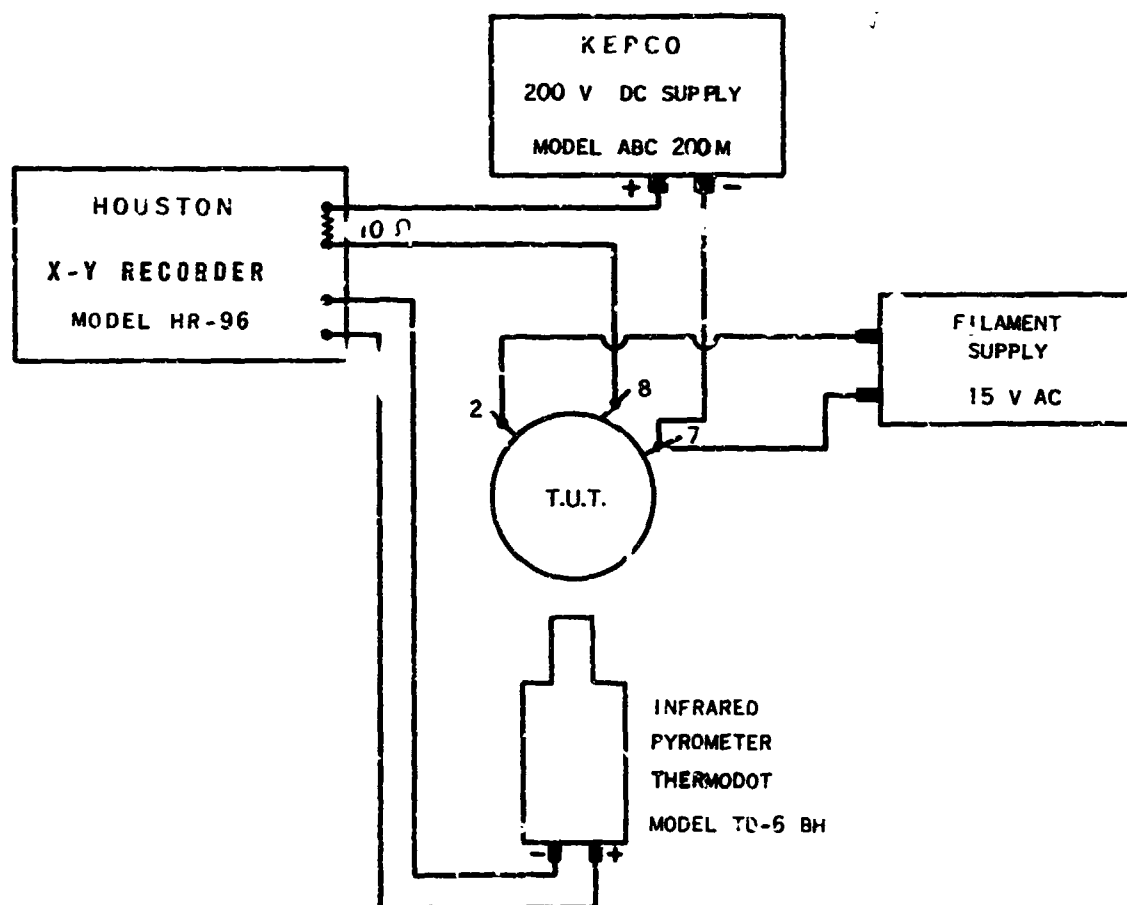 KEPCO
200 V DC SUPPLY
MODEL ABC 200M
+ -
HOUSTON
X-Y RECORDER
MODEL HR-96
10 Ω
FILAMENT
SUPPLY
15 V AC
2
8
7
T.U.T.
INFRARED
PYROMETER
THERMODOT
MODEL TD-6 BH
- +